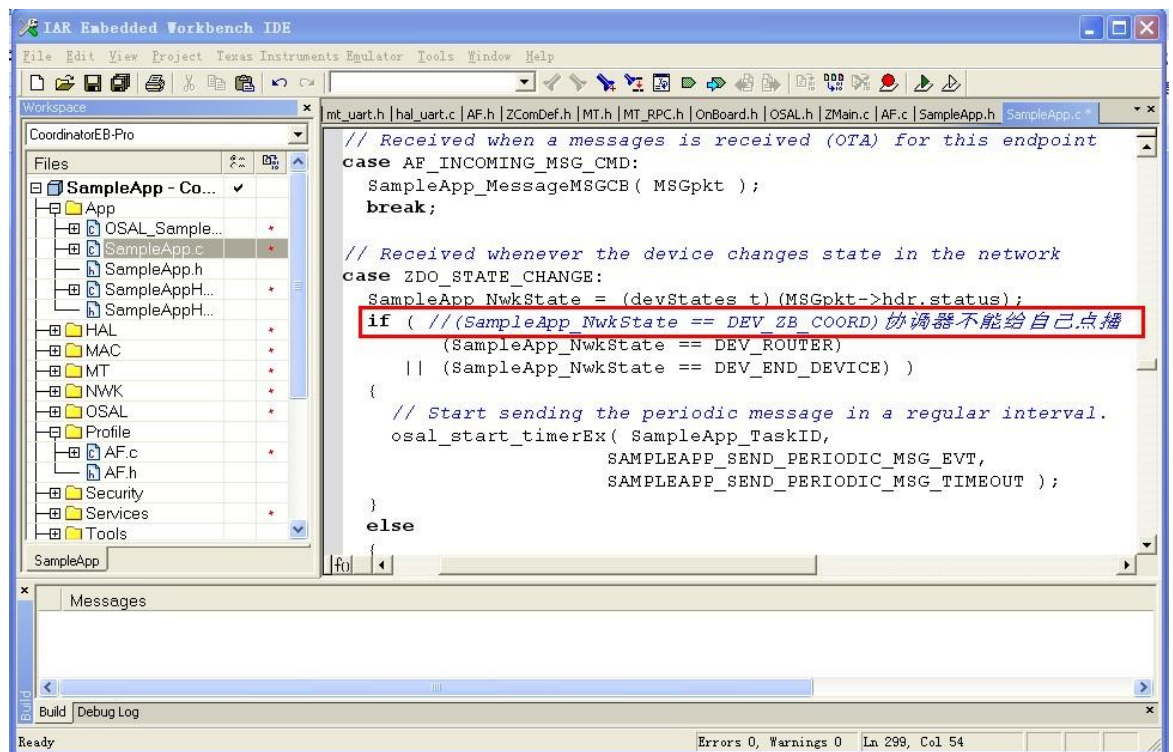 IAR Embedded Workbench IDE
File Edit View Project Texas Instruments Emulator Tools Window Help
Workspace
CoordinatorEB-Pro
Files
SampleApp - Co...
App
OSAL_Sample...
SampleApp.c
SampleApp.h
SampleAppH...
SampleAppH...
HAL
MAC
MT
NWK
OSAL
Profile
AF.c
AF.h
Security
Services
Tools
SampleApp
mt_uart.h | hal_uart.c | AF.h | ZComDef.h | MT.h | MT_RPC.h | OnBoard.h | OSAL.h | ZMain.c | AF.c | SampleApp.h SampleApp.c *
// Received when a messages is received (OTA) for this endpoint
case AF_INCOMING_MSG_CMD:
SampleApp_MessageMSGCB( MSGpkt );
break;
// Received whenever the device changes state in the network
case ZDO_STATE_CHANGE:
SampleApp_NwkState = (devStates_t)(MSGpkt->hdr.status);
if ( //(SampleApp_NwkState == DEV_ZB_COORD)协调器不能给自己点播
(SampleApp_NwkState == DEV_ROUTER)
|| (SampleApp_NwkState == DEV_END_DEVICE) )
{
// Start sending the periodic message in a regular interval.
osal_start_timerEx( SampleApp_TaskID,
SAMPLEAPP_SEND_PERIODIC_MSG_EVT,
SAMPLEAPP_SEND_PERIODIC_MSG_TIMEOUT );
}
else
{
f0
Messages
Build
Build Debug Log
Ready
Errors 0, Warnings 0 Ln 299, Col 54